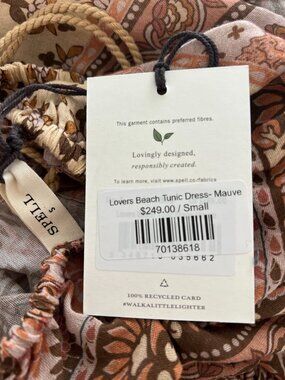 This garment contains preferred fibres.
Lovingly designed,
responsibly created.
To learn more, visit www.spell.co/fabrics
Lovers Beach Tunic Dress- Mauve
$249.00 / Small
70138618
100% RECYCLED CARD
#WALKALITTLELIGHTER
SPELL
S